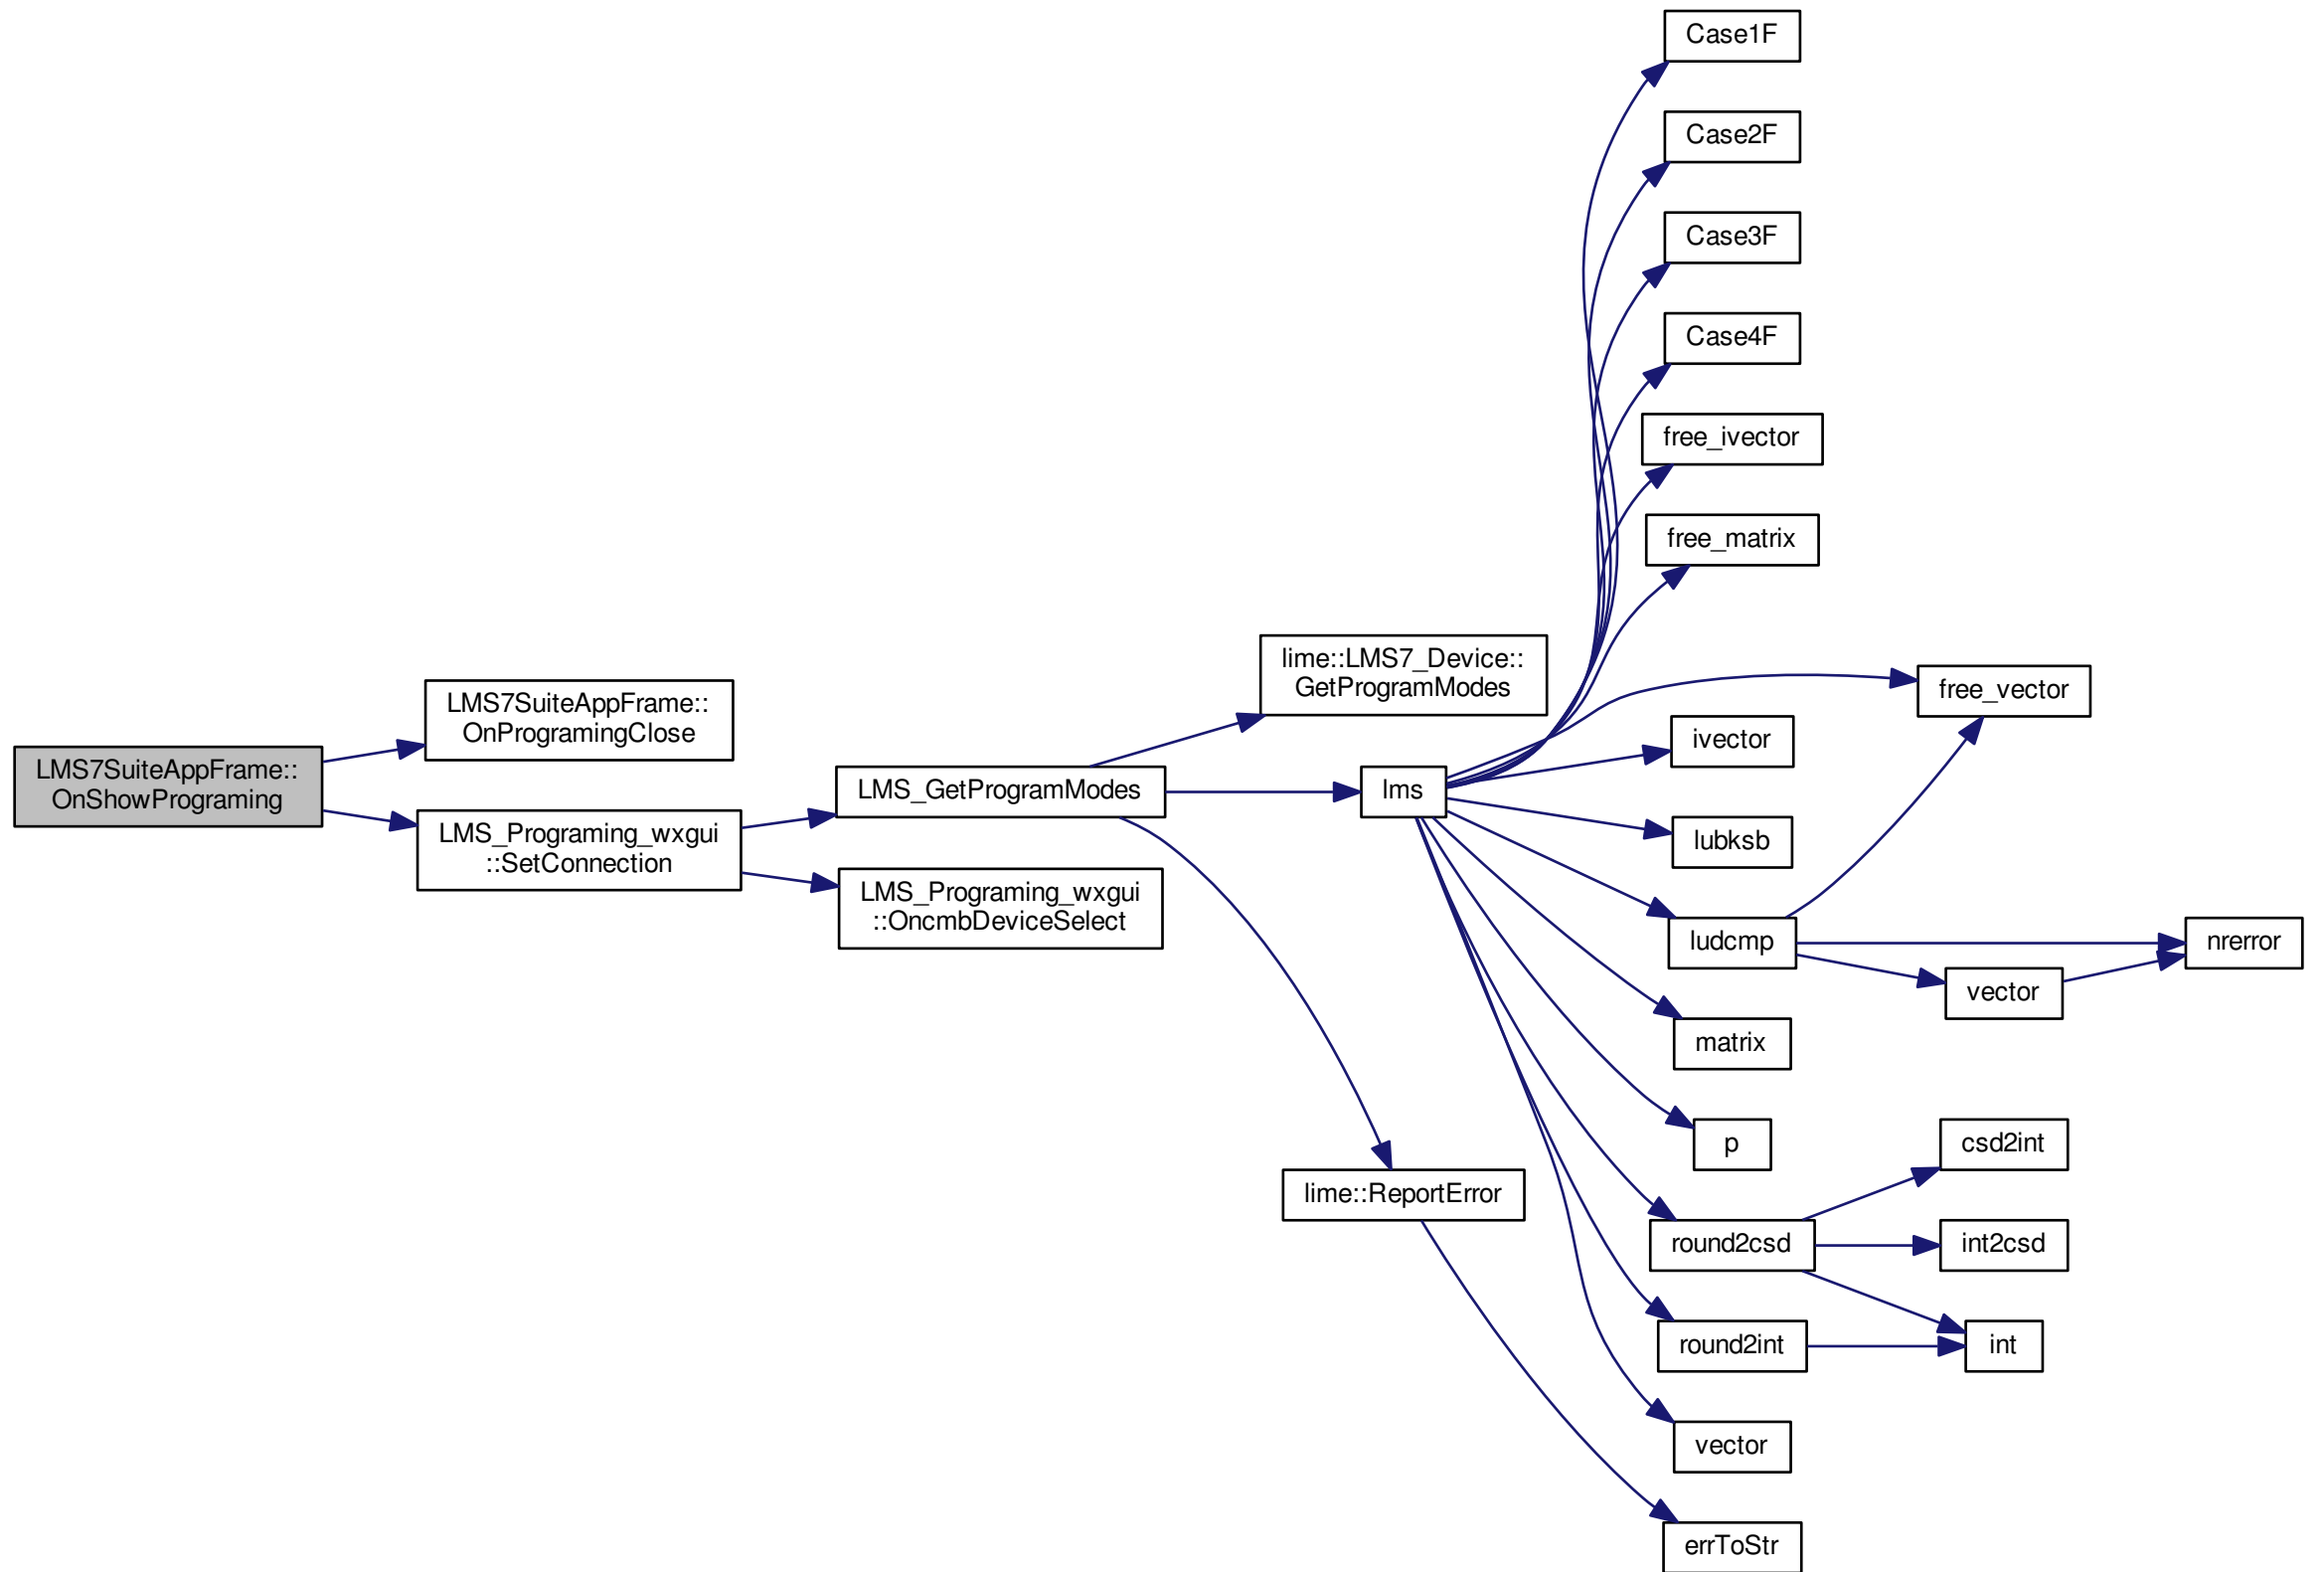 LMS7SuiteAppFrame::
OnShowPrograming
LMS7SuiteAppFrame::
OnProgramingClose
LMS_Programing_wxgui
::SetConnection
LMS_GetProgramModes
LMS_Programing_wxgui
::OncmbDeviceSelect
lime::LMS7_Device::
GetProgramModes
lms
lime::ReportError
Case1F
Case2F
Case3F
Case4F
free_ivector
free_matrix
free_vector
ivector
lubksb
ludcmp
nrerror
vector
matrix
p
csd2int
round2csd
int2csd
round2int
int
vector
errToStr